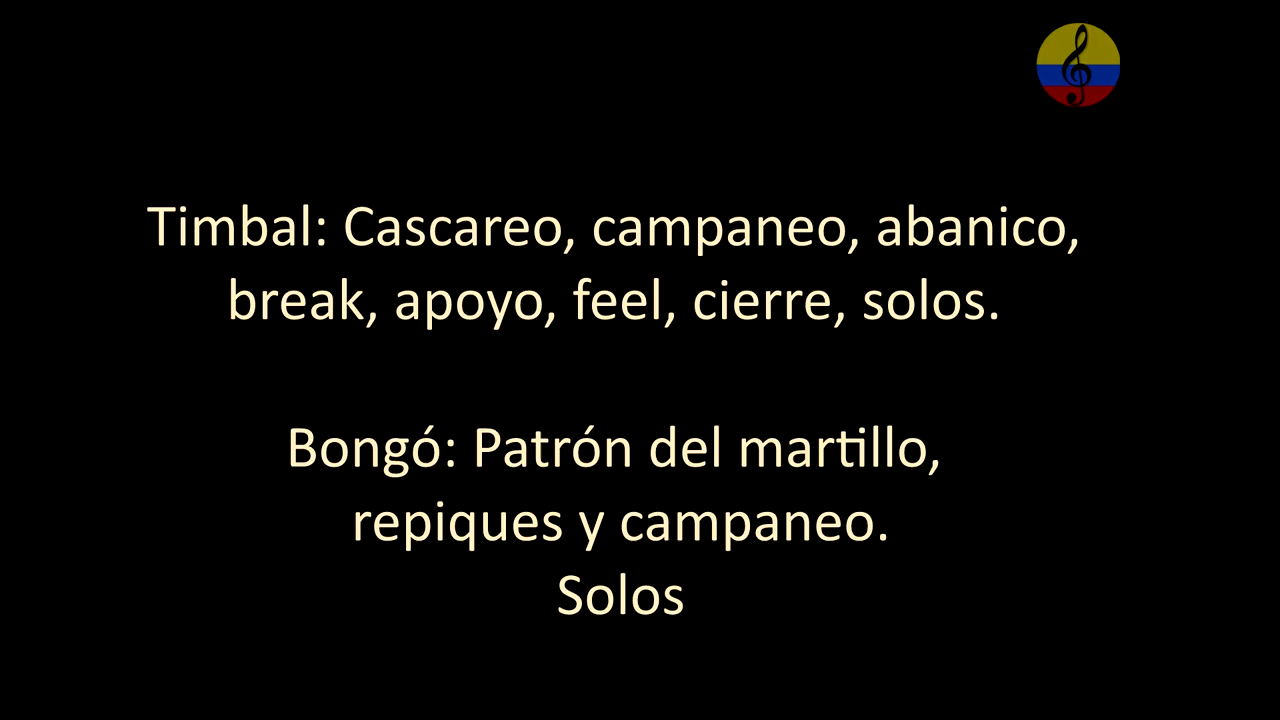 Timbal: Cascareo, campaneo, abanico,
break, apoyo, feel, cierre, solos.
Bongó: Patrón del martillo,
repiques y campaneo.
Solos